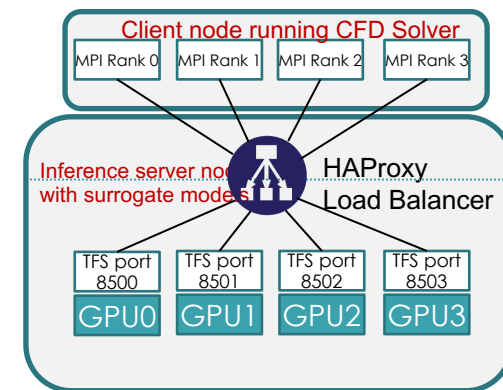 Client node running CFD Solver
MPI Rank 0 MPI Rank 1 MPI Rank 2 MPI Rank 3
Inference server
with surrogate models
HAProxy
Load Balancer
TFS port
8500
TFS port
8501
TFS port
8502
TFS port
8503
GPU0 GPU1 GPU2 GPU3